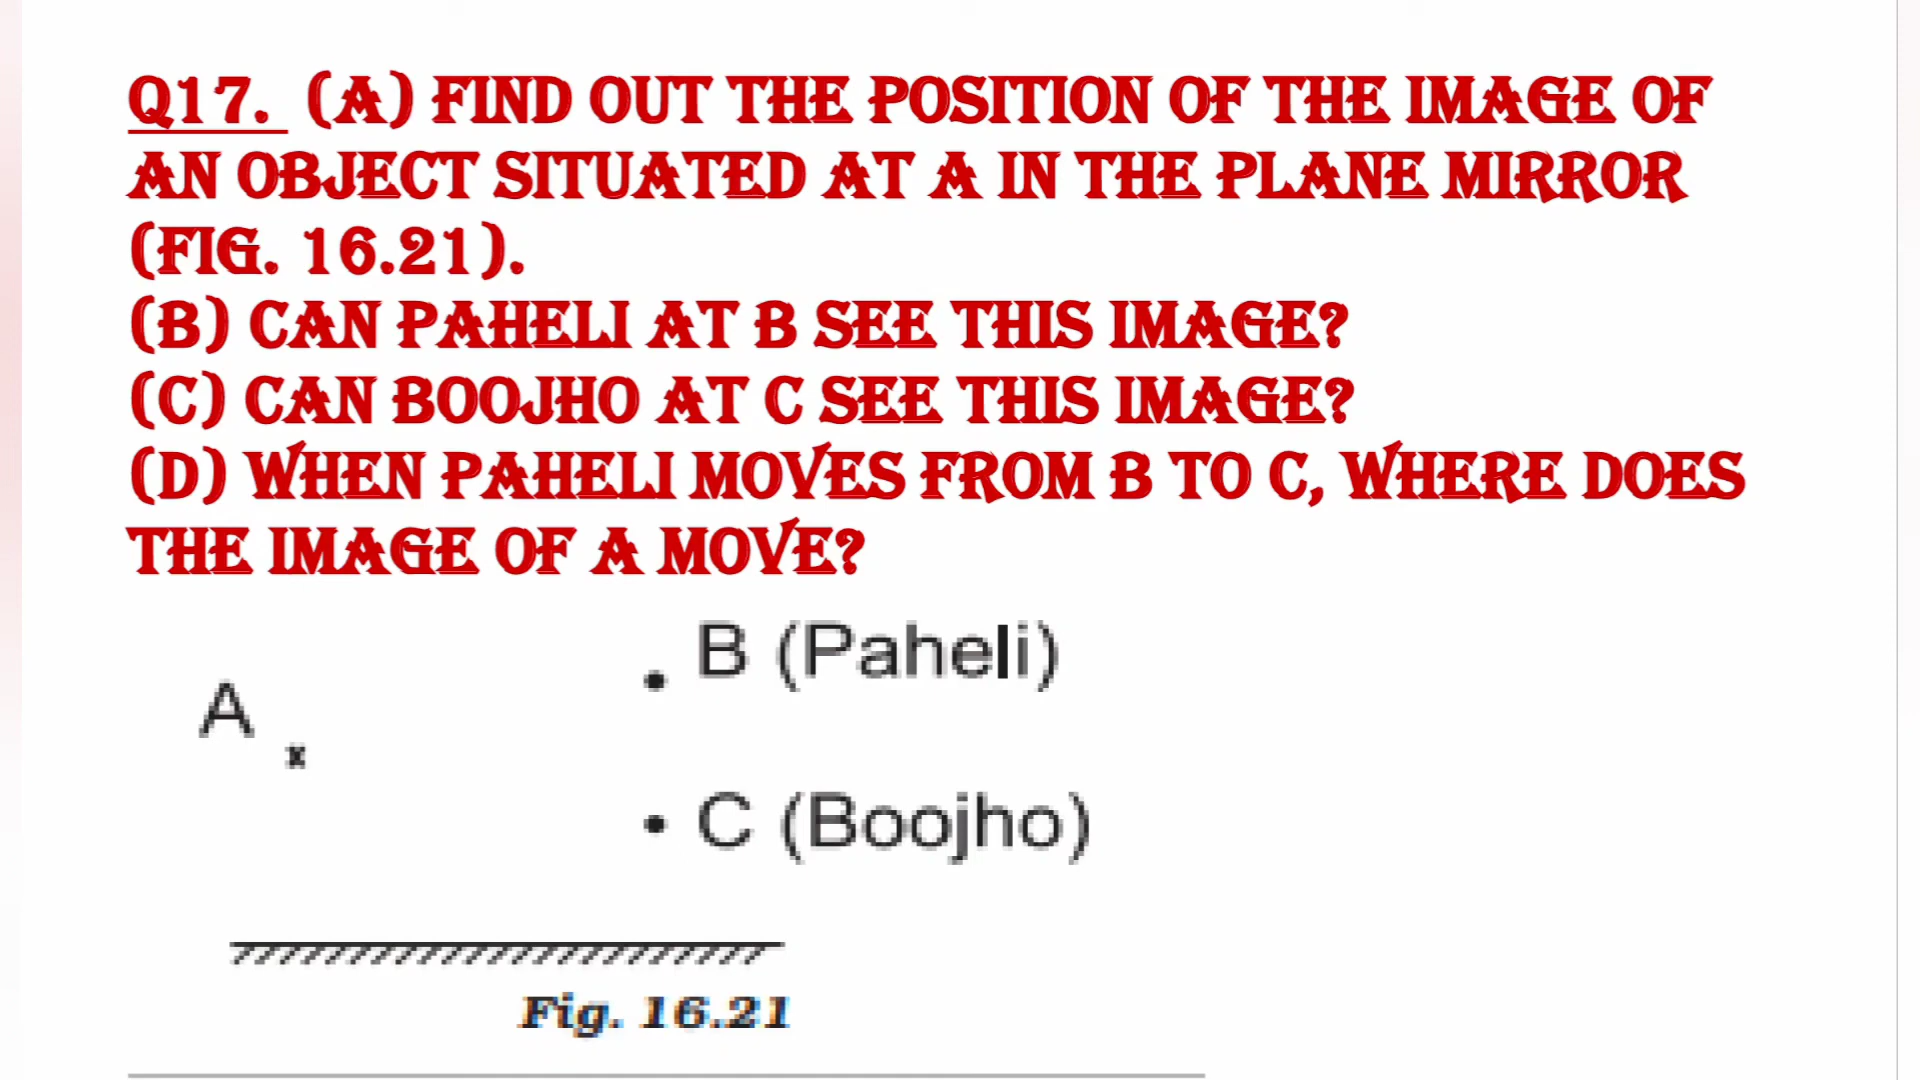 Q17. (A) FIND OUT THE POSITION OF THE IMAGE OF
AN OBJECT SITUATED AT A IN THE PLANE MIRROR
(FIG. 16.21).
(B) CAN PAHELI AT B SEE THIS IMAGE?
(C) CAN BOOJHO AT C SEE THIS IMAGE?
(D) WHEN PAHELI MOVES FROM B TO C, WHERE DOES
THE IMAGE OF A MOVE?
B (Paheli)
A
x
C (Boojho)
Fig. 16.21